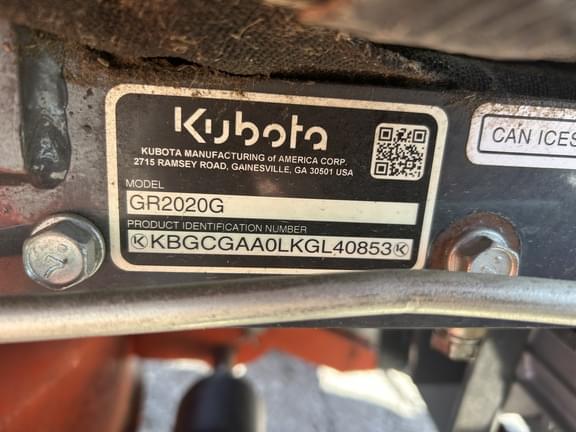 Kubota
KUBOTA MANUFACTURING of AMERICA CORP.
2715 RAMSEY ROAD, GAINESVILLE, GA 30501 USA
MODEL
GR2020G
PRODUCT IDENTIFICATION NUMBER
KBGCGAA0LKGL40853
CAN ICES